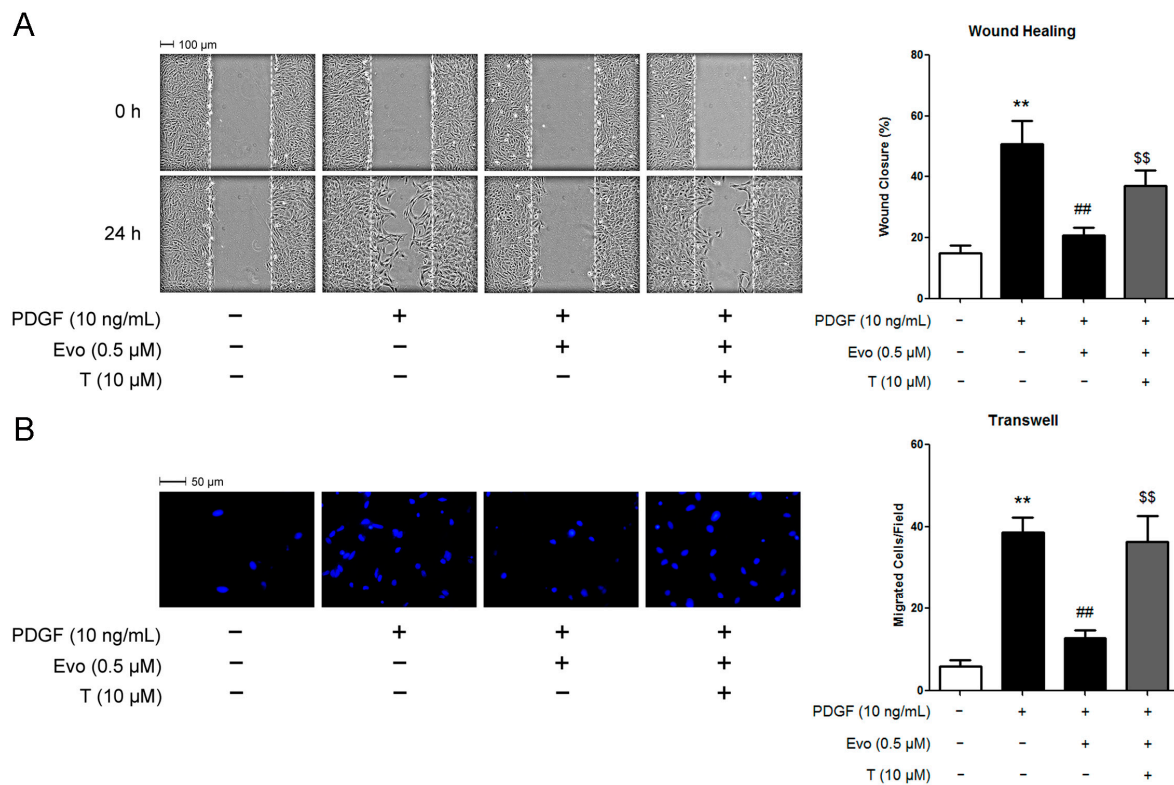 A
100 µm
0 h
24 h
PDGF (10 ng/mL) − + + +
Evo (0.5 µM) − − + +
T (10 µM) − − − +
Wound Healing
Wound Closure (%)
80
60
40
20
0
**
##
$$
PDGF (10 ng/mL) − + + +
Evo (0.5 µM) − − + +
T (10 µM) − − − +
B
50 µm
PDGF (10 ng/mL) − + + +
Evo (0.5 µM) − − + +
T (10 µM) − − − +
Transwell
Migrated Cells/Field
60
40
20
0
**
##
$$
PDGF (10 ng/mL) − + + +
Evo (0.5 µM) − − + +
T (10 µM) − − − +